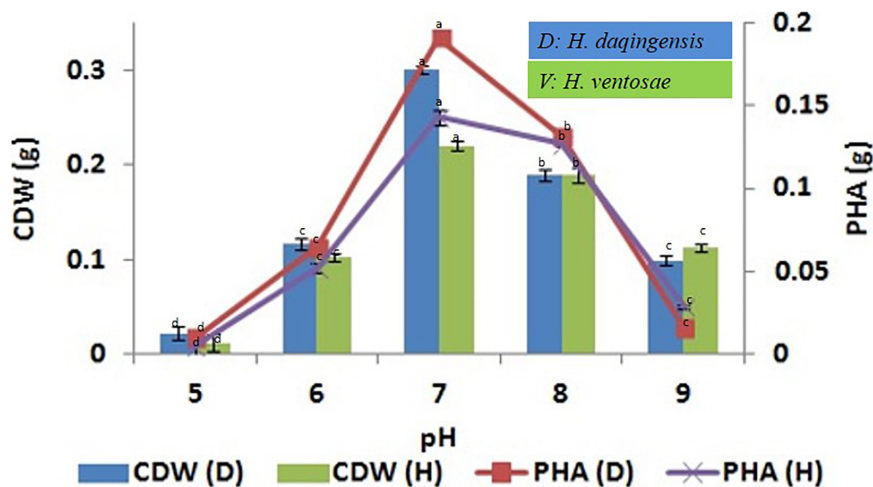 D: H. daqingensis
V: H. ventosae
CDW (g)
0.3
0.2
0.1
0
PHA (g)
0.2
0.15
0.1
0.05
0
a
a
a
a
b
b
b
b
c
c
c
c
c
c
c
c
d
d
d
d
5 6 7 8 9
pH
CDW (D) CDW (H) PHA (D) PHA (H)